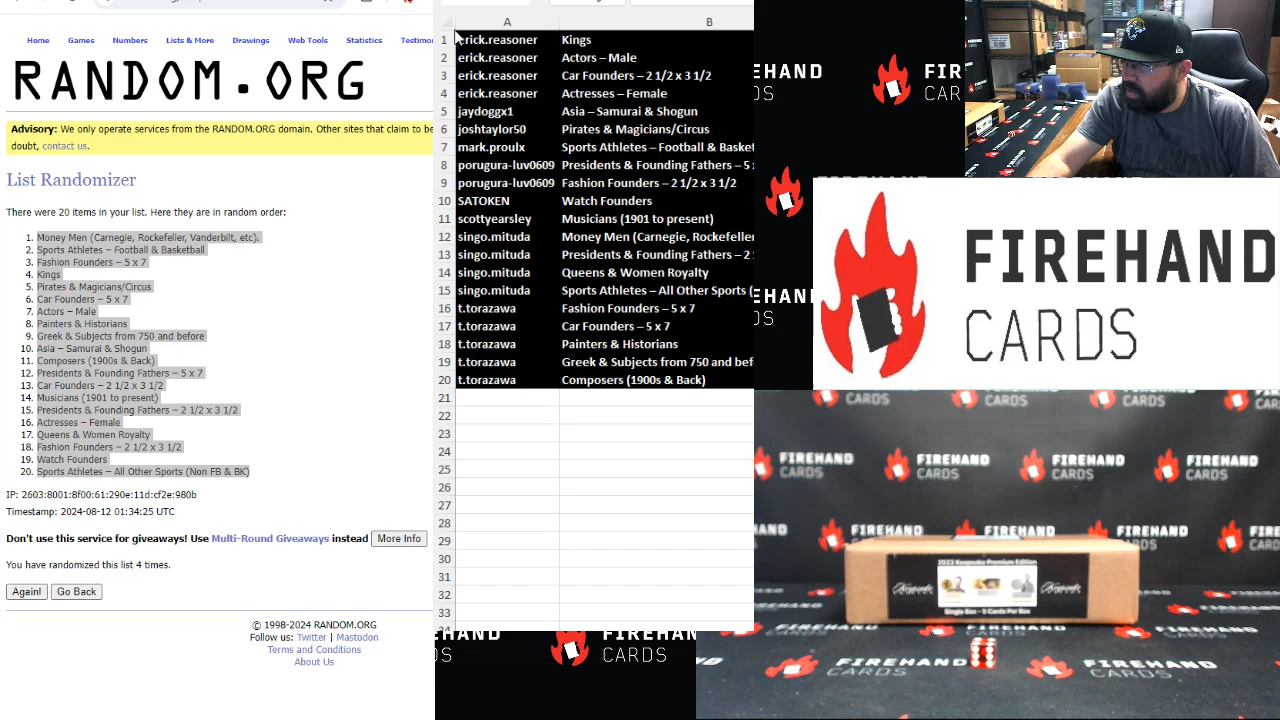 Home Games Numbers Lists & More Drawings Web Tools Statistics Testimo
RANDOM.ORG
Advisory: We only operate services from the RANDOM.ORG domain. Other sites that claim to be
doubt, contact us.
List Randomizer
There were 20 items in your list. Here they are in random order:
1. Money Men (Carnegie, Rockefeller, Vanderbilt, etc).
2. Sports Athletes – Football & Basketball
3. Fashion Founders – 5 x 7
4. Kings
5. Pirates & Magicians/Circus
6. Car Founders – 5 x 7
7. Actors – Male
8. Painters & Historians
9. Greek & Subjects from 750 and before
10. Asia – Samurai & Shogun
11. Composers (1900s & Back)
12. Presidents & Founding Fathers – 5 x 7
13. Car Founders – 2 1/2 x 3 1/2
14. Musicians (1901 to present)
15. Presidents & Founding Fathers – 2 1/2 x 3 1/2
16. Actresses – Female
17. Queens & Women Royalty
18. Fashion Founders – 2 1/2 x 3 1/2
19. Watch Founders
20. Sports Athletes – All Other Sports (Non FB & BK)
IP: 2603:8001:8f00:61:290e:11d:cf2e:980b
Timestamp: 2024-08-12 01:34:25 UTC
Don't use this service for giveaways! Use Multi-Round Giveaways instead More Info
You have randomized this list 4 times.
Again! Go Back
© 1998-2024 RANDOM.ORG
Follow us: Twitter | Mastodon
Terms and Conditions
About Us
A B
1 erick.reasoner Kings
2 erick.reasoner Actors – Male
3 erick.reasoner Car Founders – 2 1/2 x 3 1/2
4 erick.reasoner Actresses – Female
5 jaydoggx1 Asia – Samurai & Shogun
6 joshtaylor50 Pirates & Magicians/Circus
7 mark.proulx Sports Athletes – Football & Basket
8 porugura-luv0609 Presidents & Founding Fathers – 5 x
9 porugura-luv0609 Fashion Founders – 2 1/2 x 3 1/2
10 SATOKEN Watch Founders
11 scottyearsley Musicians (1901 to present)
12 singo.mituda Money Men (Carnegie, Rockefeller
13 singo.mituda Presidents & Founding Fathers – 2
14 singo.mituda Queens & Women Royalty
15 singo.mituda Sports Athletes – All Other Sports (
16 t.torazawa Fashion Founders – 5 x 7
17 t.torazawa Car Founders – 5 x 7
18 t.torazawa Painters & Historians
19 t.torazawa Greek & Subjects from 750 and bef
20 t.torazawa Composers (1900s & Back)
21
22
23
24
25
26
27
28
29
30
31
32
33
34
FIREHAND
CARDS
2023 Keepsake Premium Edition
Keepsake
Keepsake
Single Box – 5 Cards Per Box